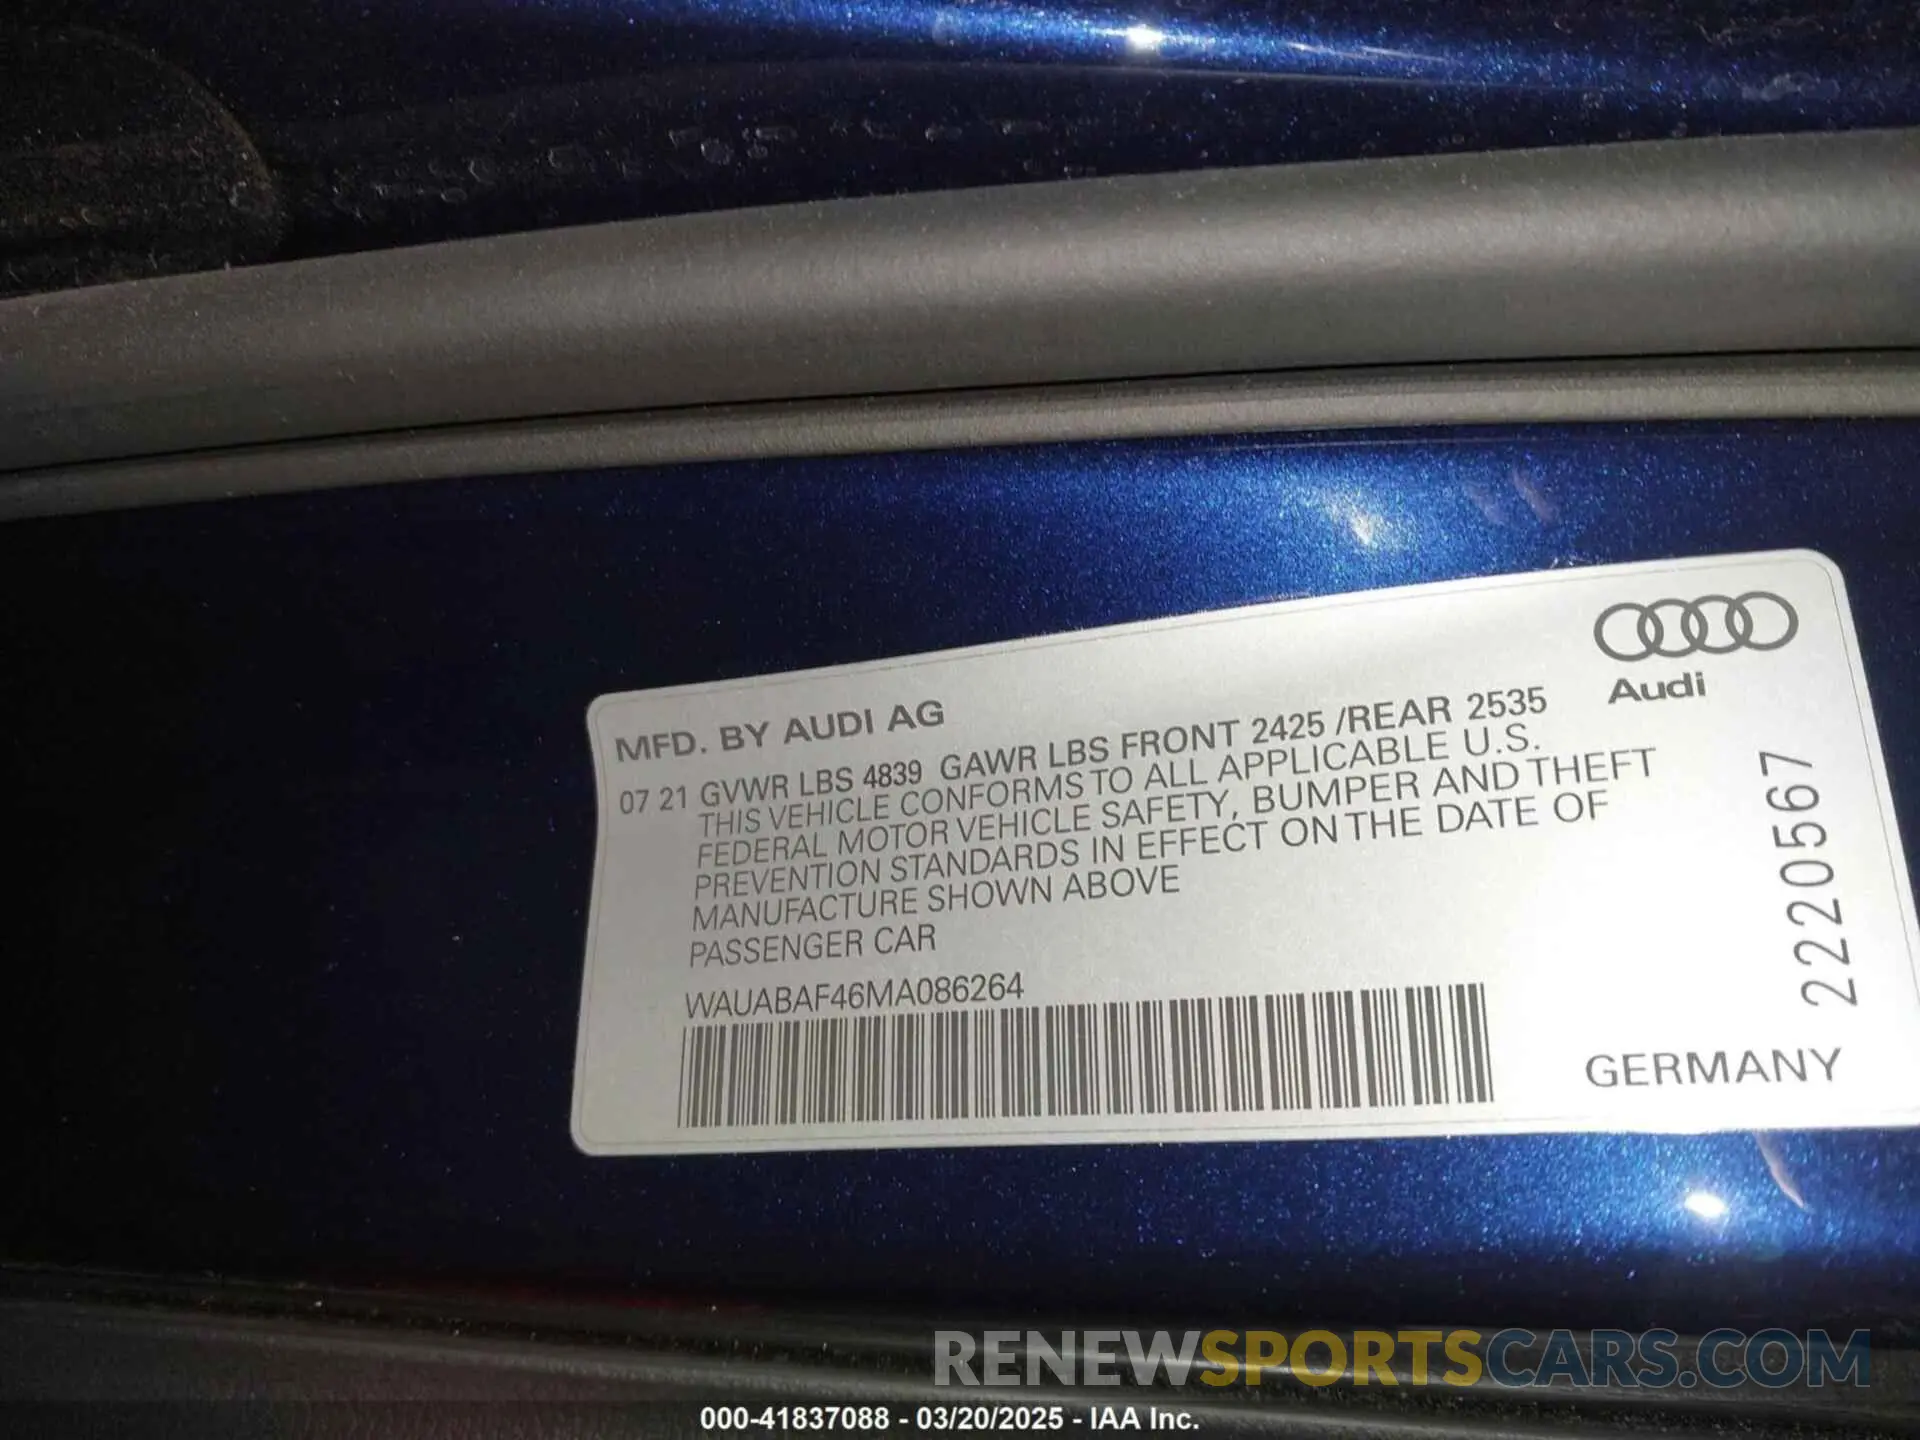 MFD. BY AUDI AG
Audi
07 21 GVWR LBS 4839 GAWR LBS FRONT 2425 /REAR 2535
THIS VEHICLE CONFORMS TO ALL APPLICABLE U.S.
FEDERAL MOTOR VEHICLE SAFETY, BUMPER AND THEFT
PREVENTION STANDARDS IN EFFECT ON THE DATE OF
MANUFACTURE SHOWN ABOVE
PASSENGER CAR
WAUABAF46MA086264
2220567
GERMANY
RENEWSPORTSCARS.COM
000-41837088 - 03/20/2025 - IAA Inc.